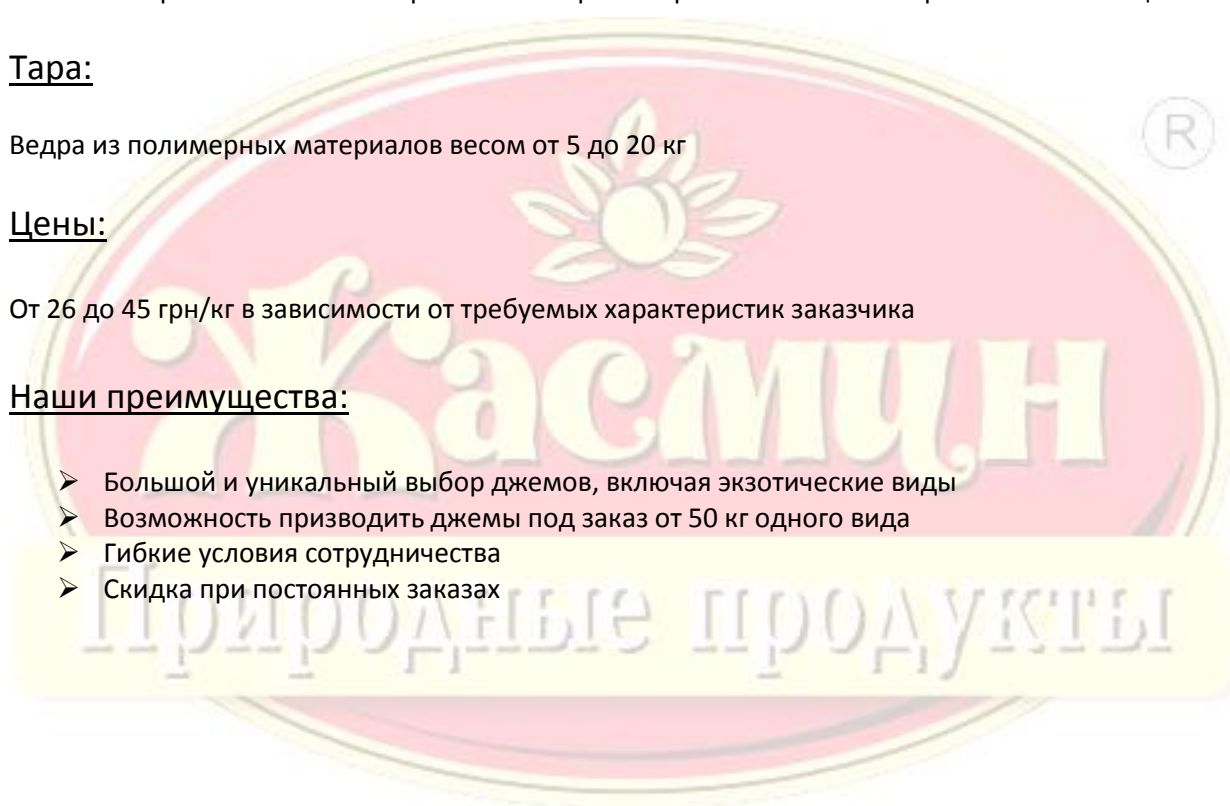 Тара:
Ведра из полимерных материалов весом от 5 до 20 кг
®
Цены:
От 26 до 45 грн/кг в зависимости от требуемых характеристик заказчика
Жасмин
Наши преимущества:
➢ Большой и уникальный выбор джемов, включая экзотические виды
➢ Возможность призводить джемы под заказ от 50 кг одного вида
➢ Гибкие условия сотрудничества
➢ Скидка при постоянных заказах
Природные продукты